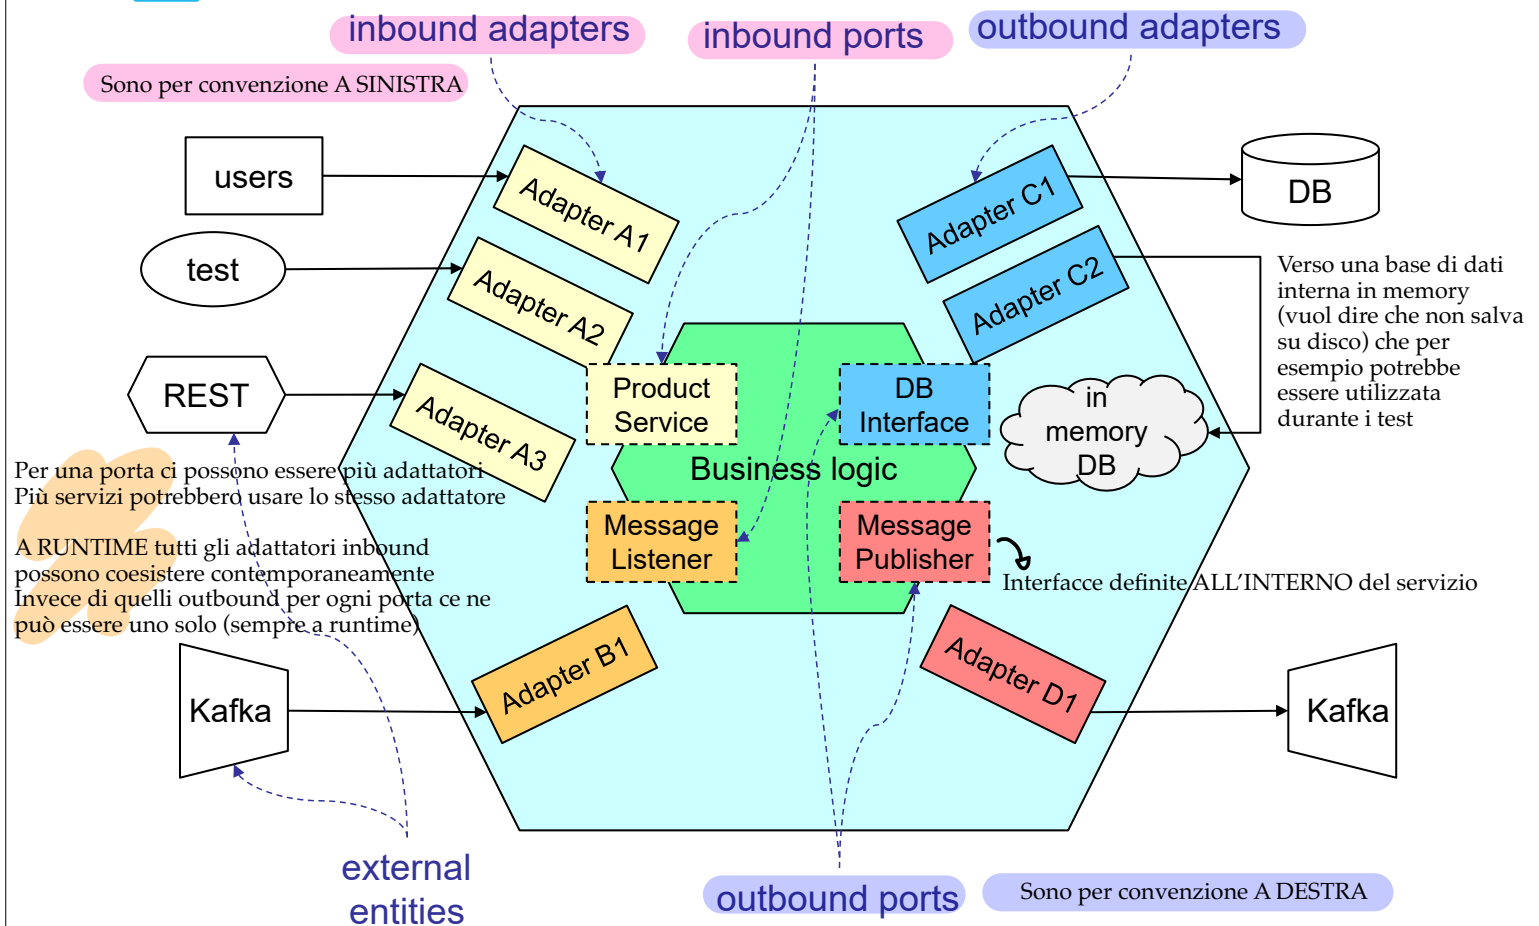 inbound adapters
inbound ports
outbound adapters
Sono per convenzione A SINISTRA
users
test
REST
Adapter A1
Adapter A2
Adapter A3
Adapter C1
Adapter C2
DB
Verso una base di dati
interna in memory
(vuol dire che non salva
su disco) che per
esempio potrebbe
essere utilizzata
durante i test
Product
Service
DB
Interface
in
memory
DB
Business logic
Per una porta ci possono essere più adattatori
Più servizi potrebbero usare lo stesso adattatore
A RUNTIME tutti gli adattatori inbound
possono coesistere contemporaneamente
Invece di quelli outbound per ogni porta ce ne
può essere uno solo (sempre a runtime)
Message
Listener
Message
Publisher
Interfacce definite ALL'INTERNO del servizio
Adapter B1
Adapter D1
Kafka
Kafka
external
entities
outbound ports
Sono per convenzione A DESTRA